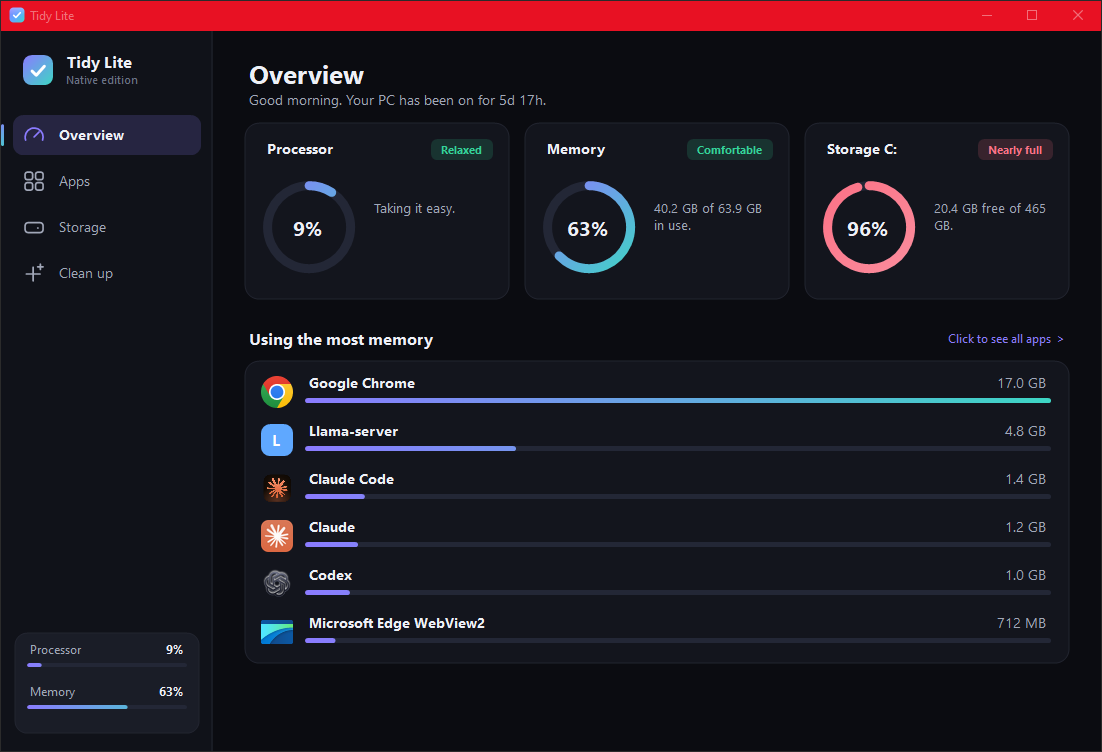 Tidy Lite
Tidy Lite
Native edition
Overview
Apps
Storage
Clean up
Processor 9%
Memory 63%
Overview
Good morning. Your PC has been on for 5d 17h.
Processor Relaxed
9%
Taking it easy.
Memory Comfortable
63%
40.2 GB of 63.9 GB
in use.
Storage C: Nearly full
96%
20.4 GB free of 465
GB.
Using the most memory Click to see all apps >
Google Chrome 17.0 GB
L
Llama-server 4.8 GB
Claude Code 1.4 GB
Claude 1.2 GB
Codex 1.0 GB
Microsoft Edge WebView2 712 MB